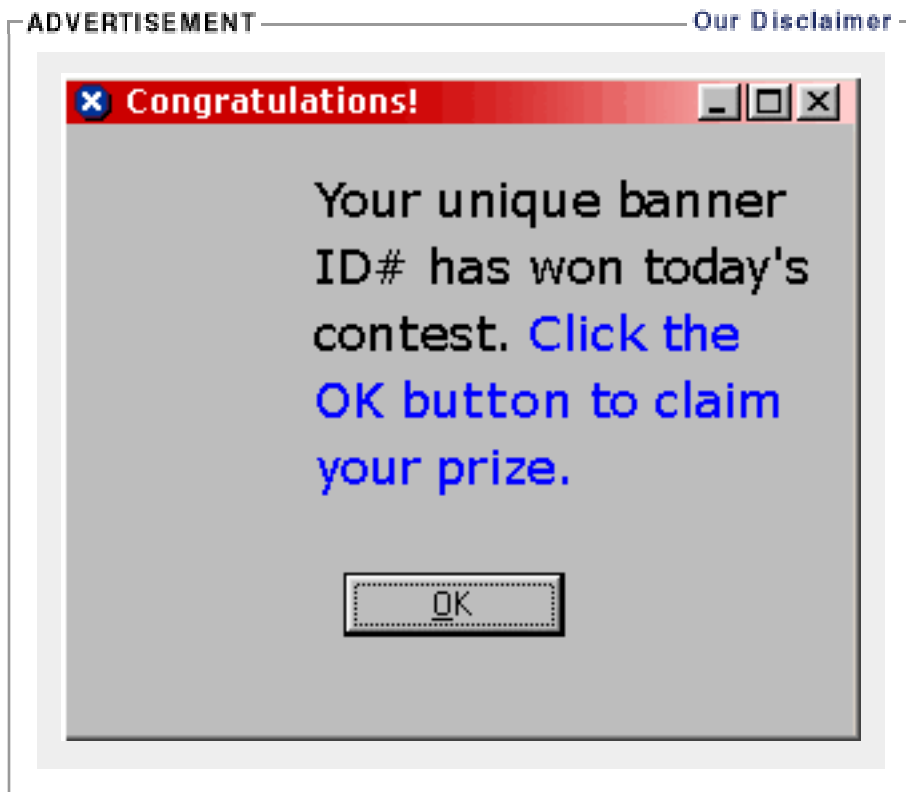 ADVERTISEMENT Our Disclaimer
Congratulations!
Your unique banner
ID# has won today's
contest. Click the
OK button to claim
your prize.
OK